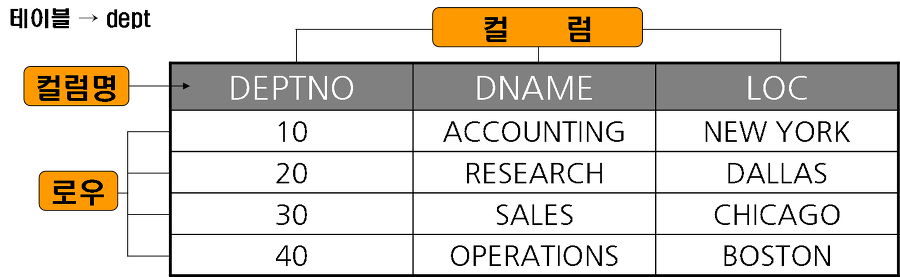 테이블 → dept
컬 럼
컬럼명
DEPTNO DNAME LOC
10 ACCOUNTING NEW YORK
20 RESEARCH DALLAS
로우
30 SALES CHICAGO
40 OPERATIONS BOSTON